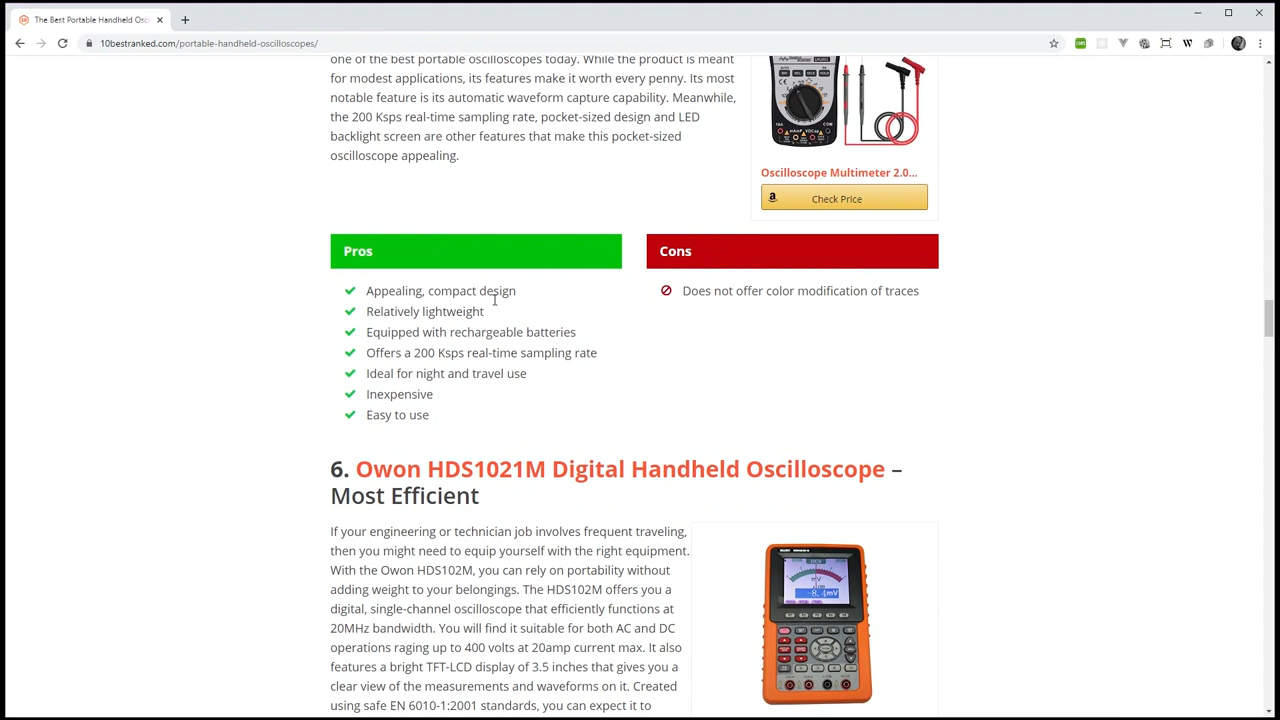 The Best Portable Handheld Osc
10bestranked.com/portable-handheld-oscilloscopes/
one of the best portable oscilloscopes today. While the product is meant
for modest applications, its features make it worth every penny. Its most
notable feature is its automatic waveform capture capability. Meanwhile,
the 200 Ksps real-time sampling rate, pocket-sized design and LED
backlight screen are other features that make this pocket-sized
oscilloscope appealing.
Oscilloscope Multimeter 2.0...
Check Price
Pros
Appealing, compact design
Relatively lightweight
Equipped with rechargeable batteries
Offers a 200 Ksps real-time sampling rate
Ideal for night and travel use
Inexpensive
Easy to use
Cons
Does not offer color modification of traces
6. Owon HDS1021M Digital Handheld Oscilloscope –
Most Efficient
If your engineering or technician job involves frequent traveling,
then you might need to equip yourself with the right equipment.
With the Owon HDS102M, you can rely on portability without
adding weight to your belongings. The HDS102M offers you a
digital, single-channel oscilloscope that efficiently functions at
20MHz bandwidth. You will find it suitable for both AC and DC
operations raging up to 400 volts at 20amp current max. It also
features a bright TFT-LCD display of 3.5 inches that gives you a
clear view of the measurements and waveforms on it. Created
using safe EN 6010-1:2001 standards, you can expect it to